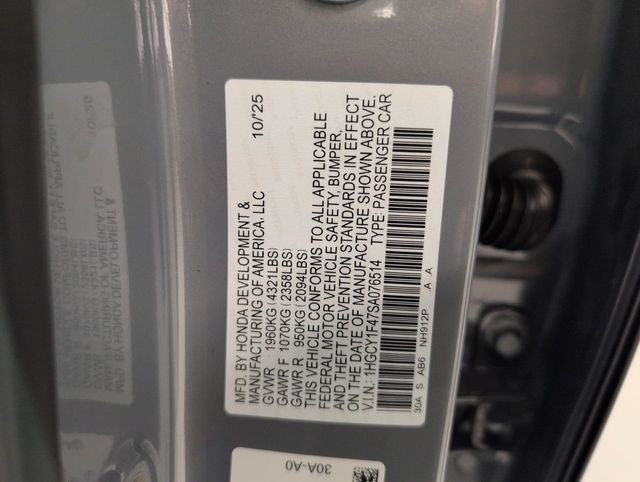 MFD. BY HONDA DEVELOPMENT &
MANUFACTURING OF AMERICA, LLC 10/25
GVWR 1960KG(4321LBS)
GAWR F 1070KG(2358LBS)
GAWR R 950KG(2094LBS)
THIS VEHICLE CONFORMS TO ALL APPLICABLE
FEDERAL MOTOR VEHICLE SAFETY, BUMPER,
AND THEFT PREVENTION STANDARDS IN EFFECT
ON THE DATE OF MANUFACTURE SHOWN ABOVE.
V.I.N.: 1HGCY1F47SA076514 TYPE: PASSENGER CAR
30A S AB6 NH912P A A
30A-A0